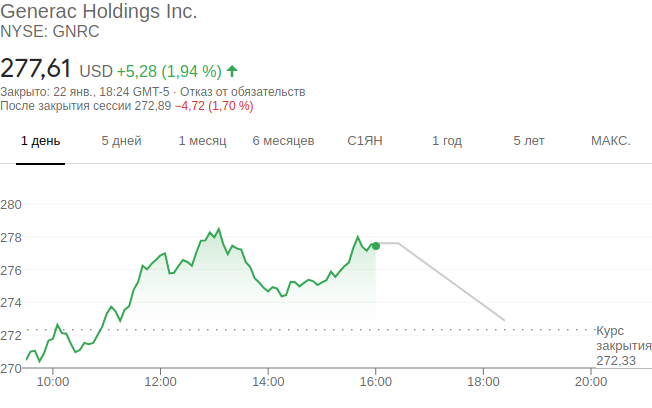 Generac Holdings Inc.
NYSE: GNRC
277,61 USD +5,28 (1,94 %)
Закрыто: 22 янв., 18:24 GMT-5 · Отказ от обязательств
После закрытия сессии 272,89 −4,72 (1,70 %)
1 день 5 дней 1 месяц 6 месяцев С1ЯН 1 год 5 лет МАКС.
280
278
276
274
272
270
Курс
закрытия
272,33
10:00 12:00 14:00 16:00 18:00 20:00